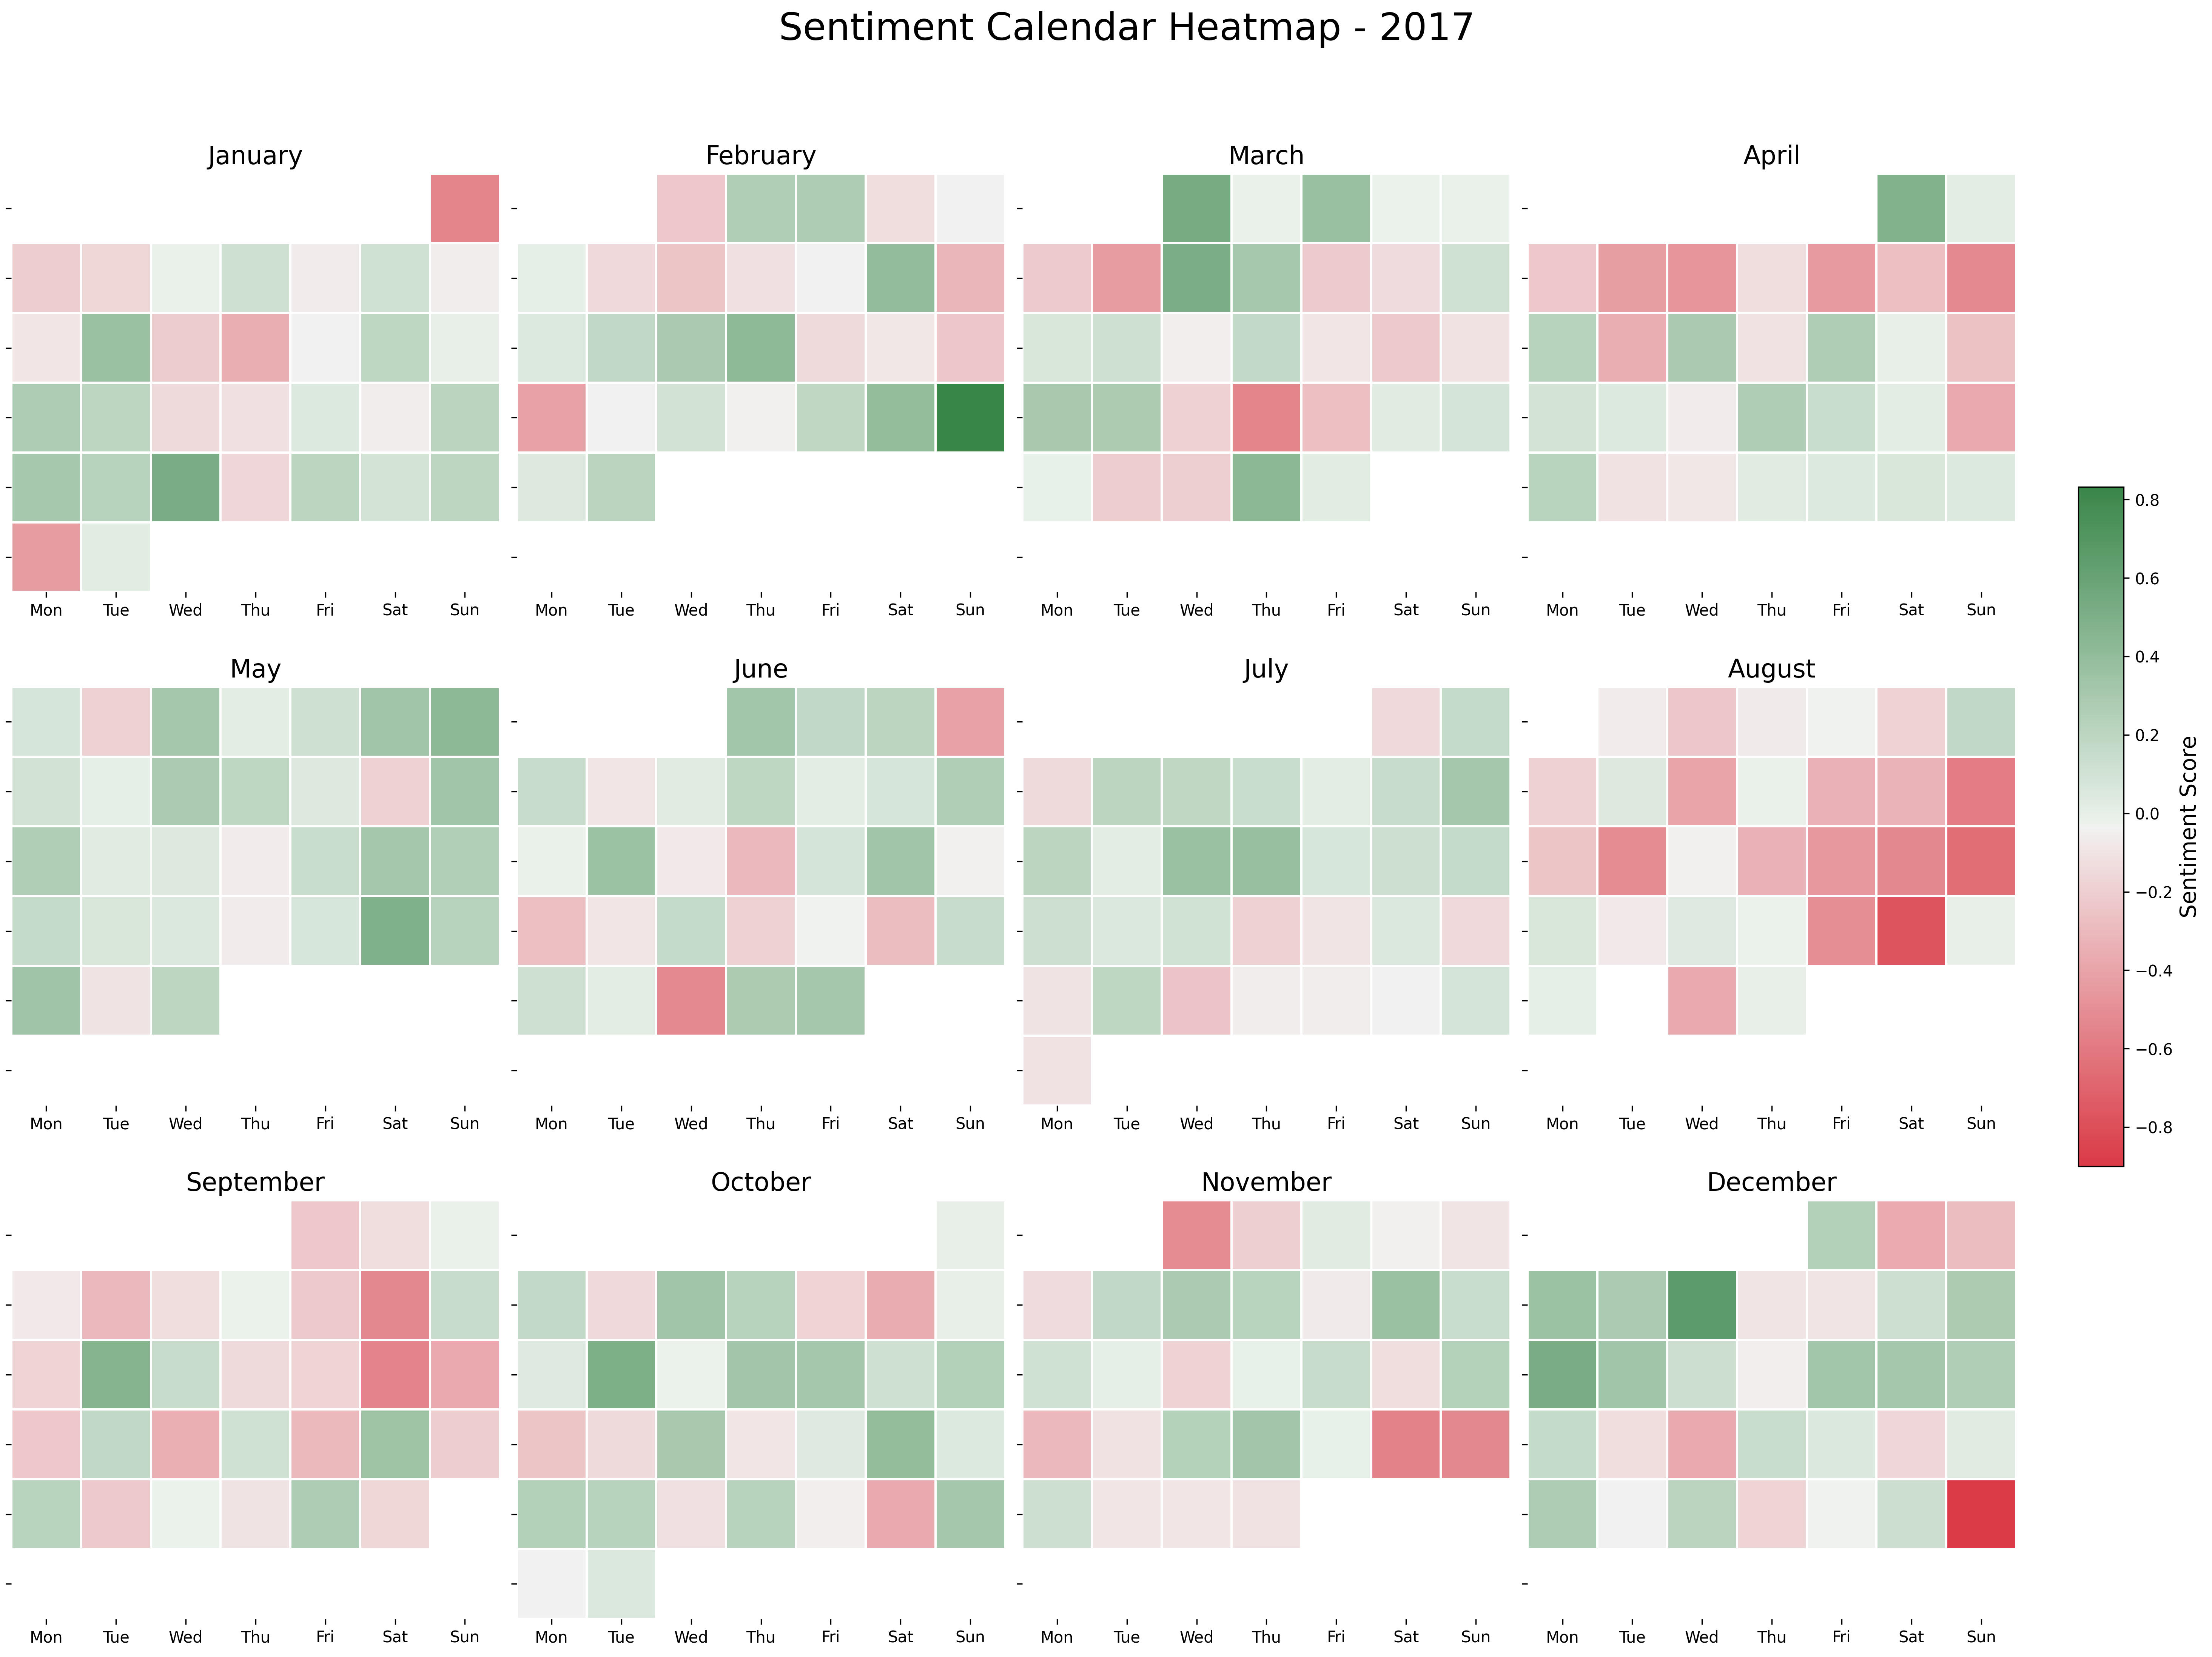 Sentiment Calendar Heatmap - 2017
January
February
March
April
Mon Tue Wed Thu Fri Sat Sun
Mon Tue Wed Thu Fri Sat Sun
Mon Tue Wed Thu Fri Sat Sun
Mon Tue Wed Thu Fri Sat Sun
May
June
July
August
Mon Tue Wed Thu Fri Sat Sun
Mon Tue Wed Thu Fri Sat Sun
Mon Tue Wed Thu Fri Sat Sun
Mon Tue Wed Thu Fri Sat Sun
September
October
November
December
Mon Tue Wed Thu Fri Sat Sun
Mon Tue Wed Thu Fri Sat Sun
Mon Tue Wed Thu Fri Sat Sun
Mon Tue Wed Thu Fri Sat Sun
0.8
0.6
0.4
0.2
0.0
−0.2
−0.4
−0.6
−0.8
Sentiment Score